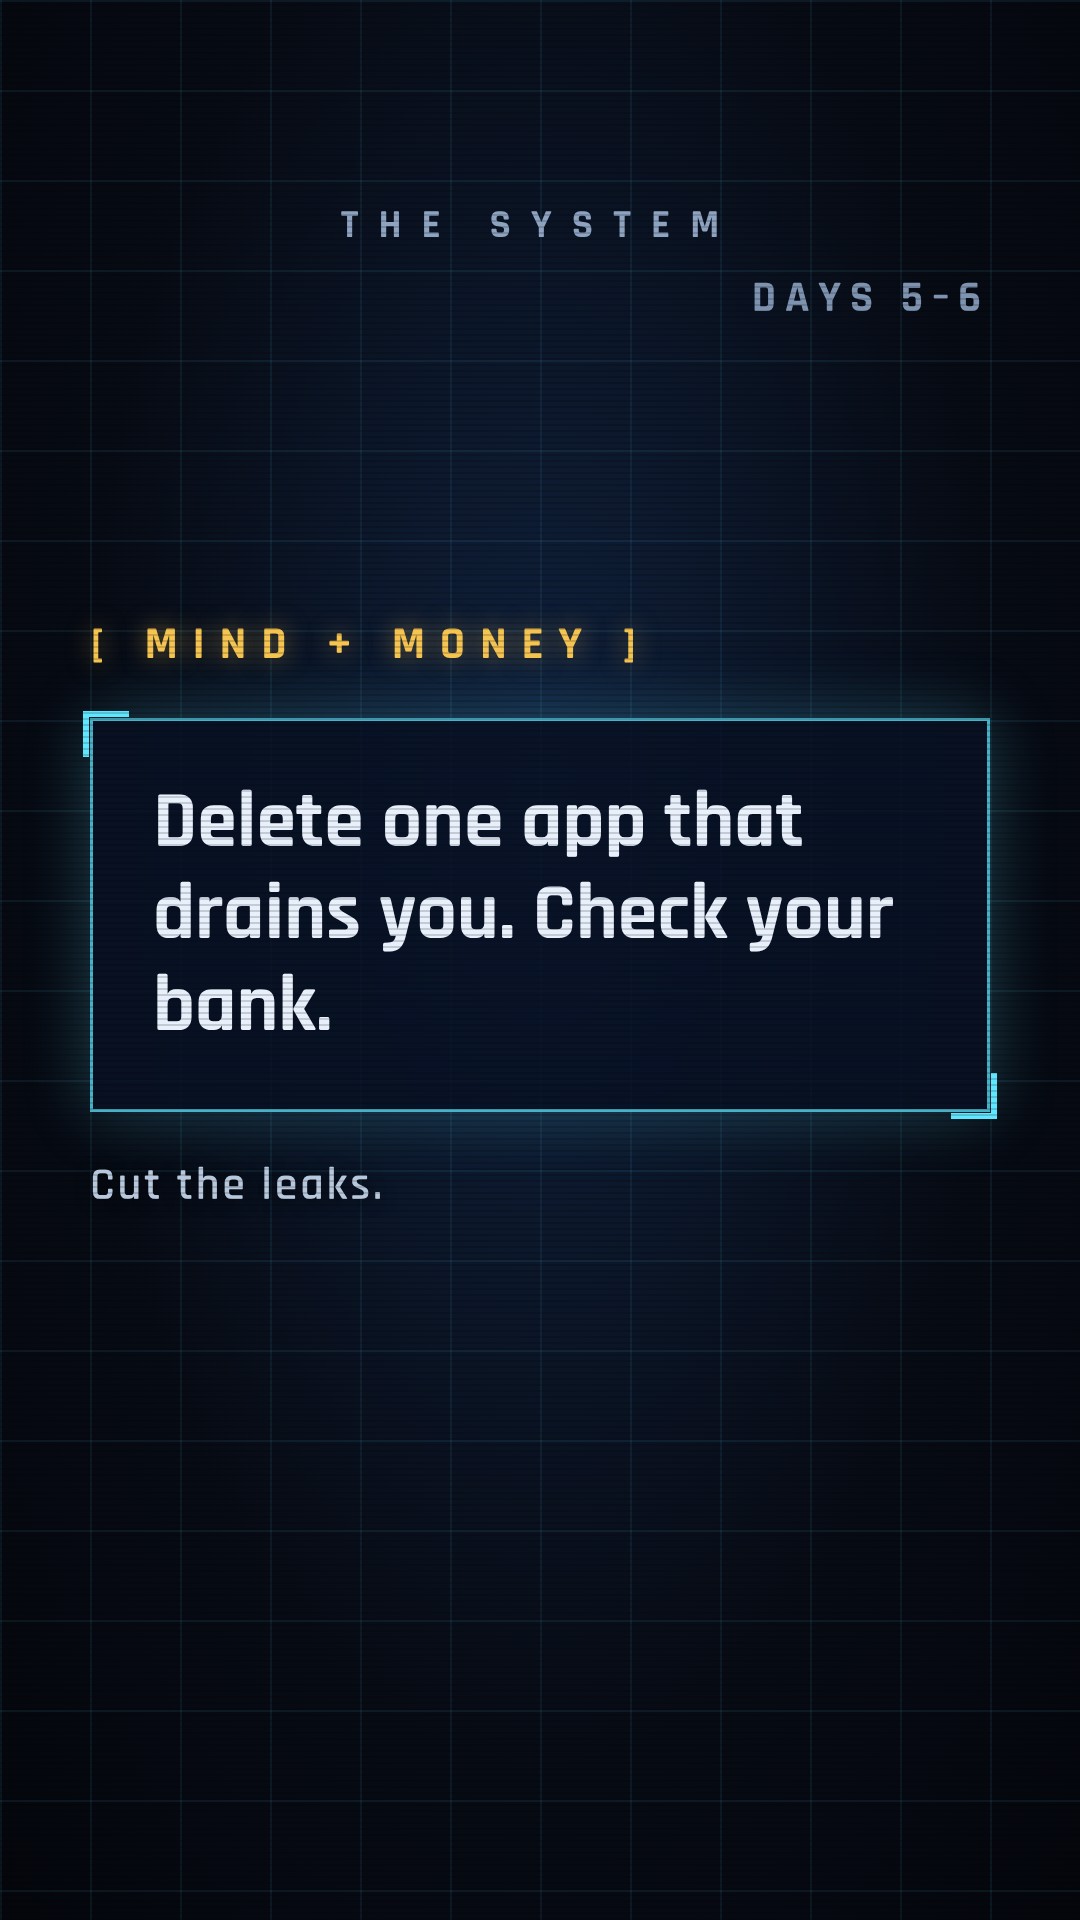 THE SYSTEM
DAYS 5-6
[ MIND + MONEY ]
Delete one app that
drains you. Check your
bank.
Cut the leaks.